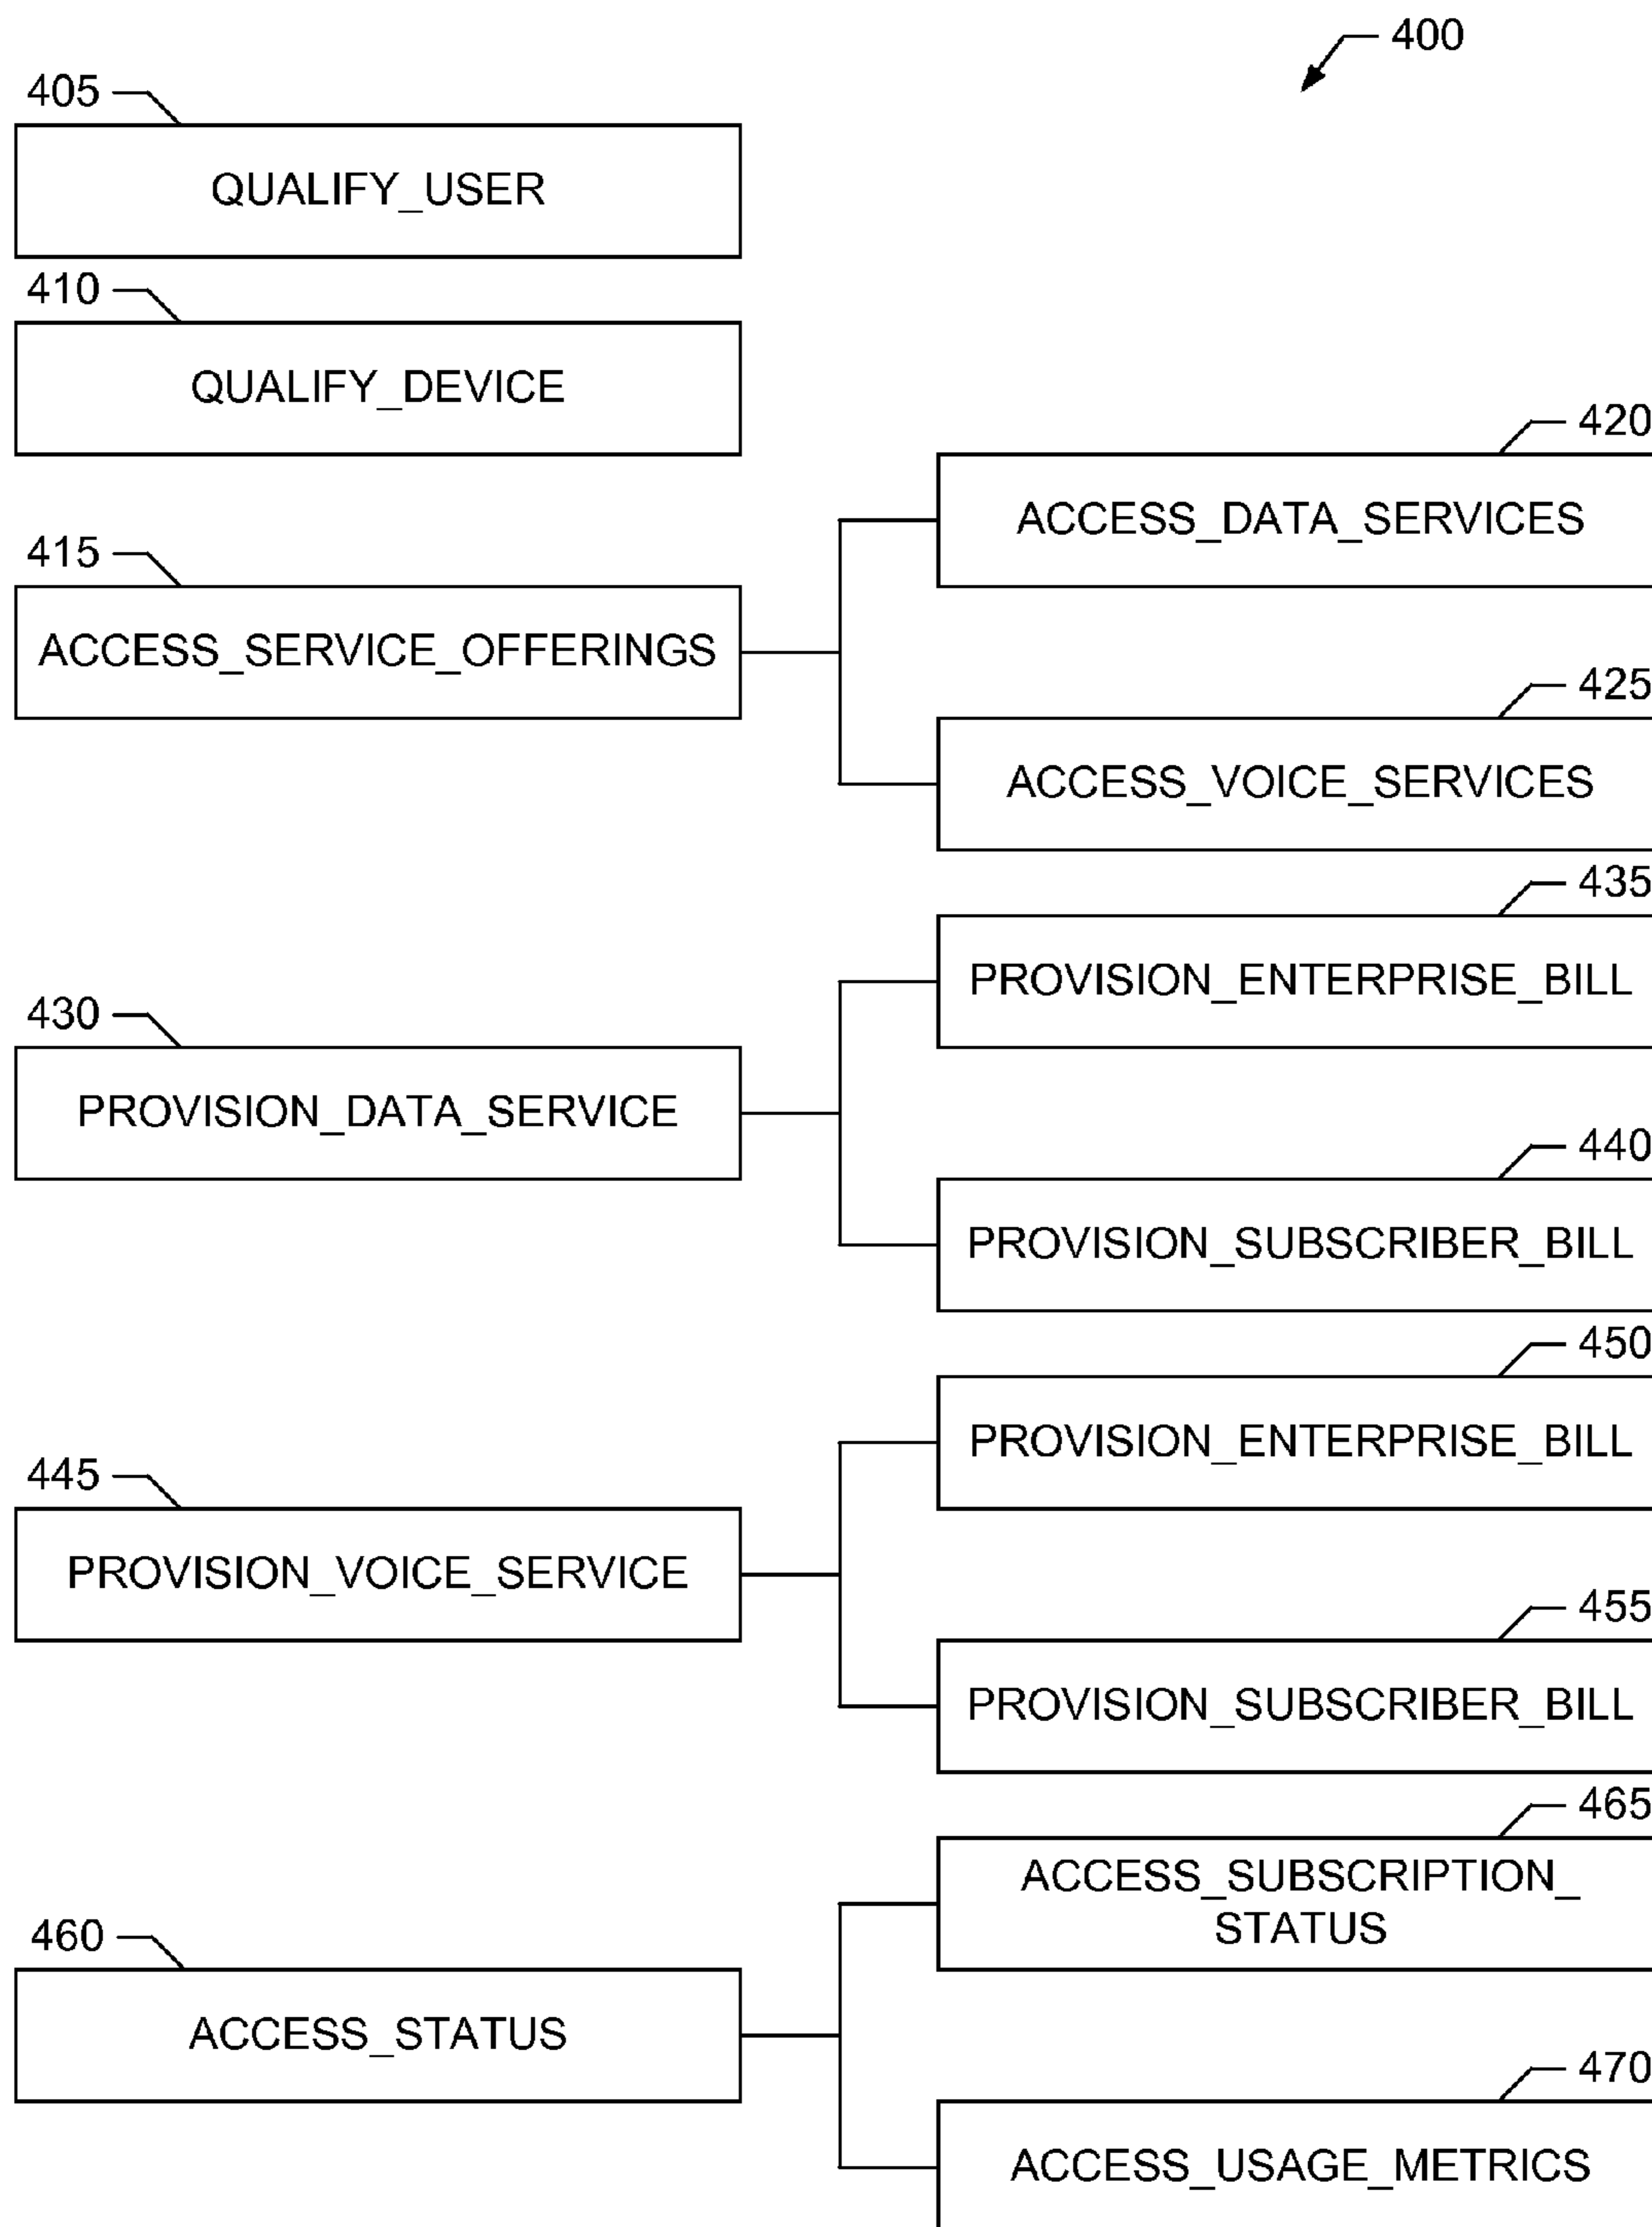 400
405
QUALIFY_USER
410
QUALIFY_DEVICE
415
ACCESS_SERVICE_OFFERINGS
420
ACCESS_DATA_SERVICES
425
ACCESS_VOICE_SERVICES
430
PROVISION_DATA_SERVICE
435
PROVISION_ENTERPRISE_BILL
440
PROVISION_SUBSCRIBER_BILL
445
PROVISION_VOICE_SERVICE
450
PROVISION_ENTERPRISE_BILL
455
PROVISION_SUBSCRIBER_BILL
460
ACCESS_STATUS
465
ACCESS_SUBSCRIPTION_
STATUS
470
ACCESS_USAGE_METRICS